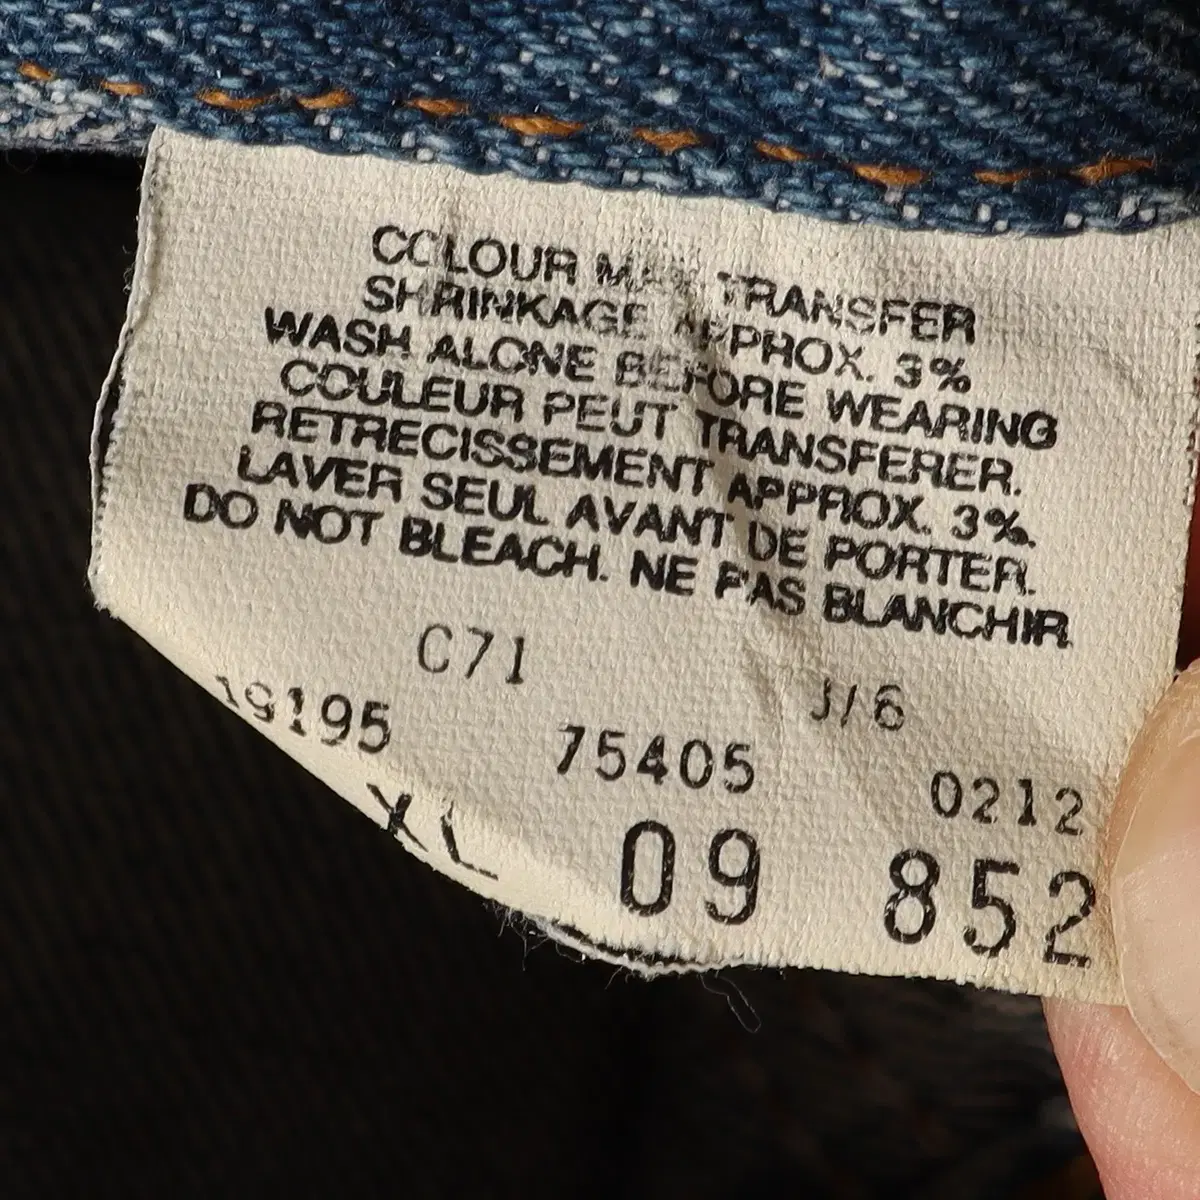 COLOUR MAY TRANSFER
SHRINKAGE APPROX. 3%
WASH ALONE BEFORE WEARING
COULEUR PEUT TRANSFERER.
RETRECISSEMENT APPROX. 3%.
LAVER SEUL AVANT DE PORTER.
DO NOT BLEACH. NE PAS BLANCHIR
C71 J/6
19195 75405 0212
XL 09 852